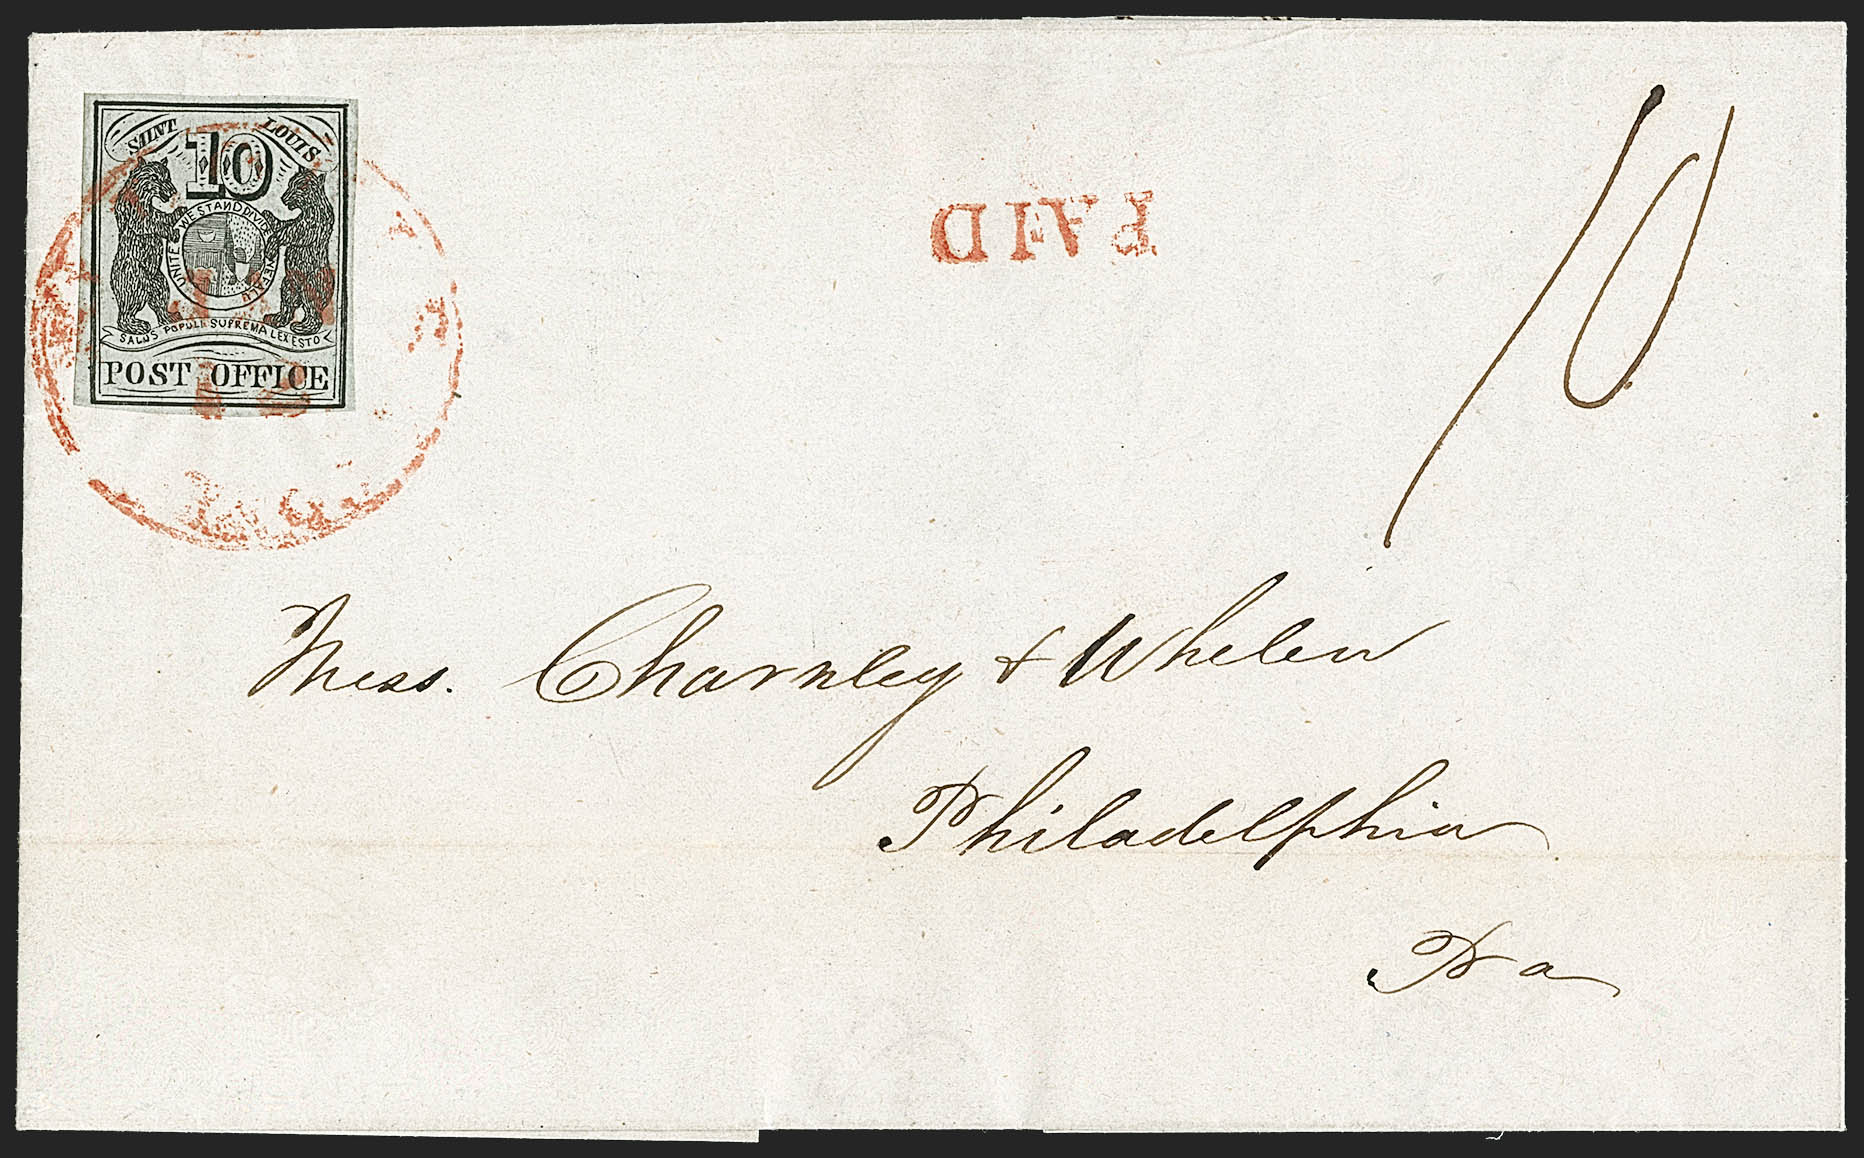 SAINT LOUIS
10
UNITED WE STAND DIVIDED WE FALL
SALUS POPULI SUPREMA LEX ESTO
POST OFFICE
PAID
10
Mess. Charnley & Whelen
Philadelphia
Pa